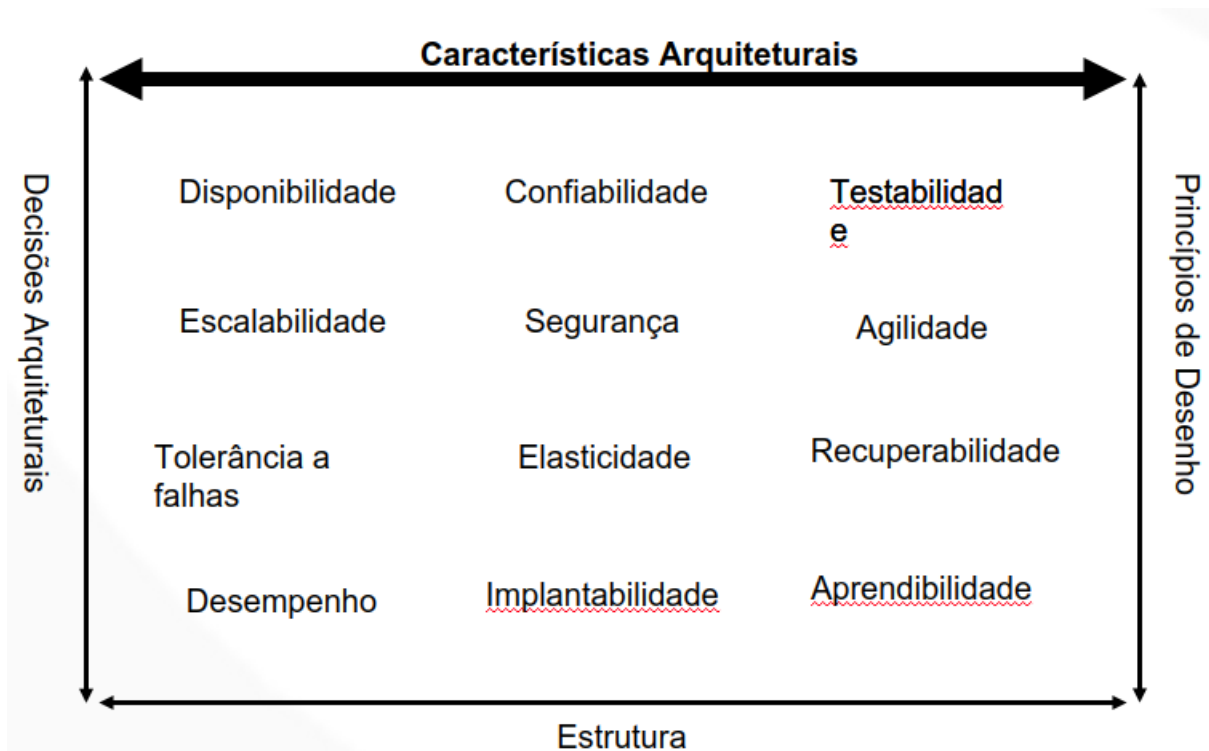 Características Arquiteturais
Decisões Arquiteturais
Princípios de Desenho
Disponibilidade
Confiabilidade
Testabilidad
e
Escalabilidade
Segurança
Agilidade
Tolerância a
falhas
Elasticidade
Recuperabilidade
Desempenho
Implantabilidade
Aprendibilidade
Estrutura